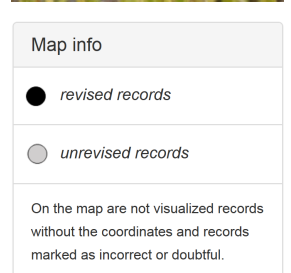 Map info
revised records
unrevised records
On the map are not visualized records
without the coordinates and records
marked as incorrect or doubtful.